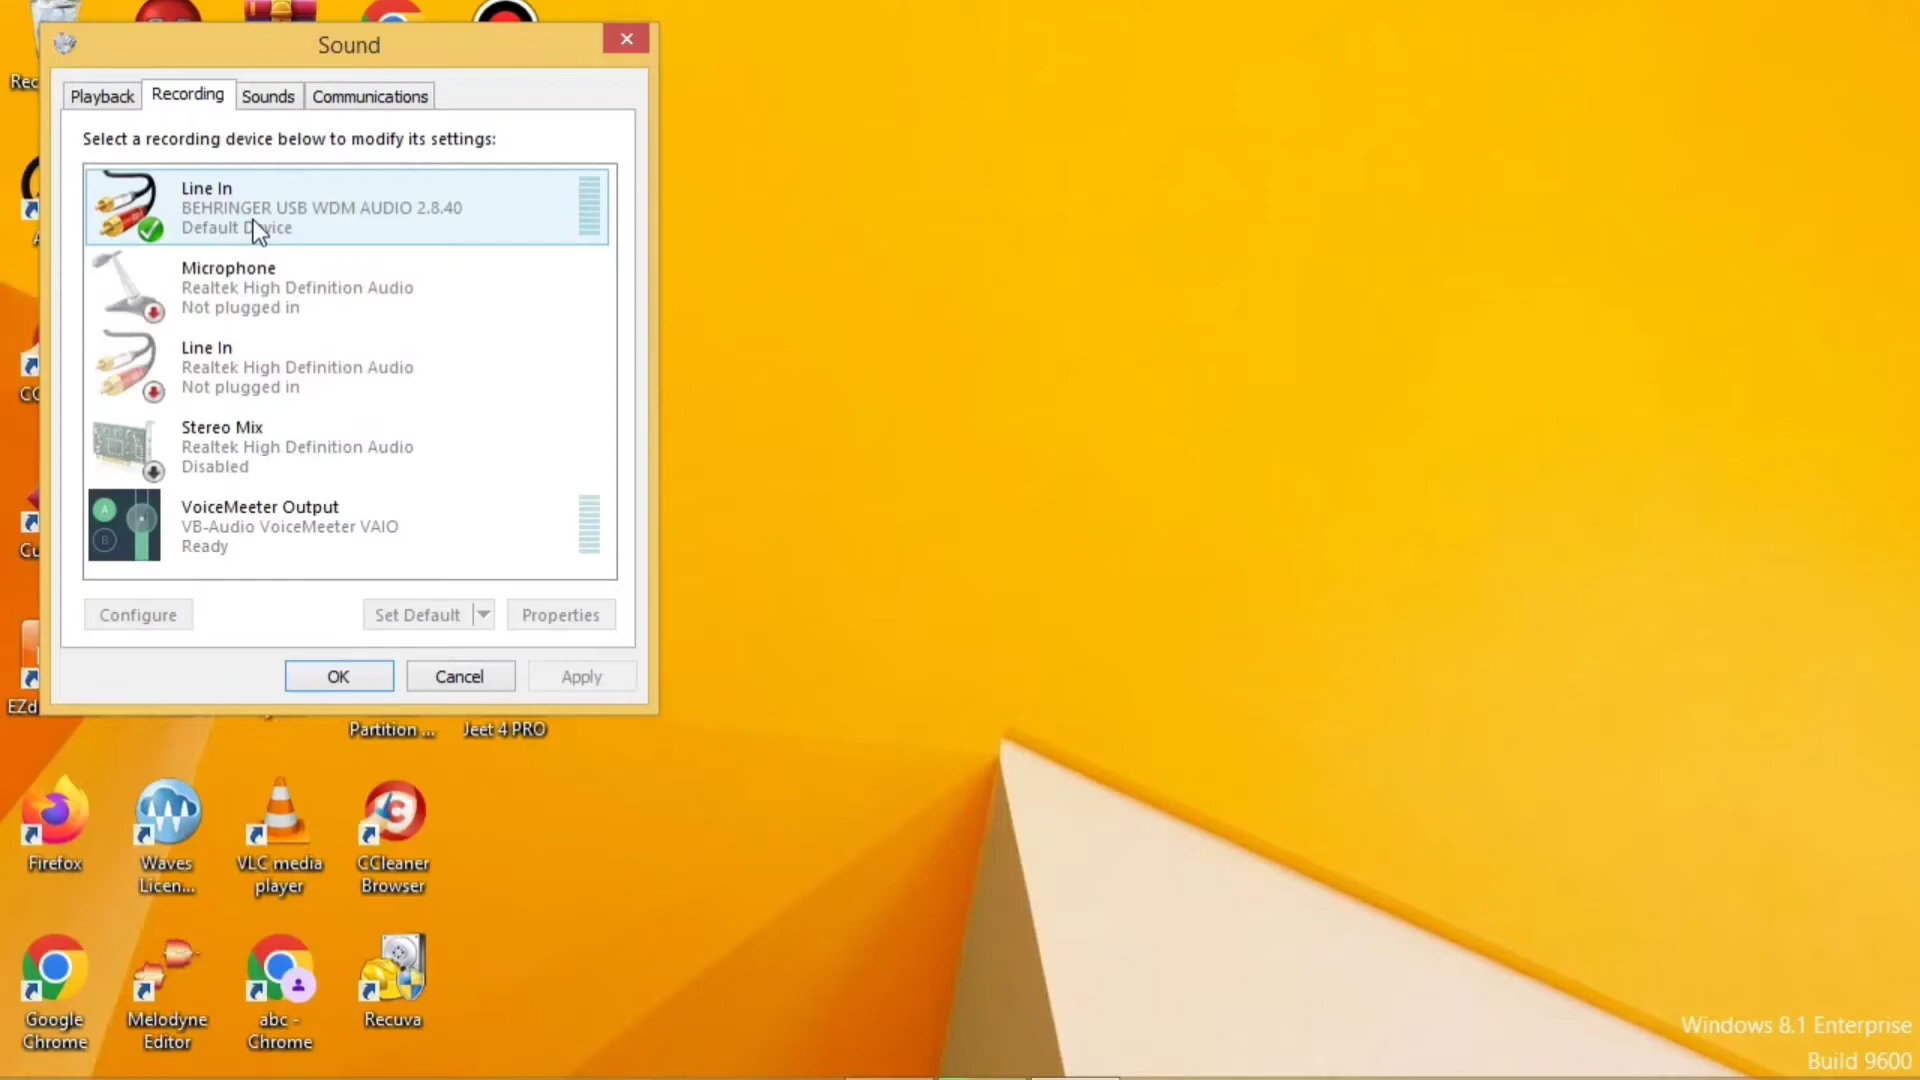 Sound
Playback
Recording
Sounds
Communications
Select a recording device below to modify its settings:
Line In
BEHRINGER USB WDM AUDIO 2.8.40
Default Device
Microphone
Realtek High Definition Audio
Not plugged in
Line In
Realtek High Definition Audio
Not plugged in
Stereo Mix
Realtek High Definition Audio
Disabled
A
B
VoiceMeeter Output
VB-Audio VoiceMeeter VAIO
Ready
Configure
Set Default
Properties
OK
Cancel
Apply
Rec
CC
Cu
EZd
Partition ...
Jeet 4 PRO
Firefox
Waves
Licen...
VLC media
player
CCleaner
Browser
Google
Chrome
Melodyne
Editor
abc -
Chrome
Recuva
Windows 8.1 Enterprise
Build 9600